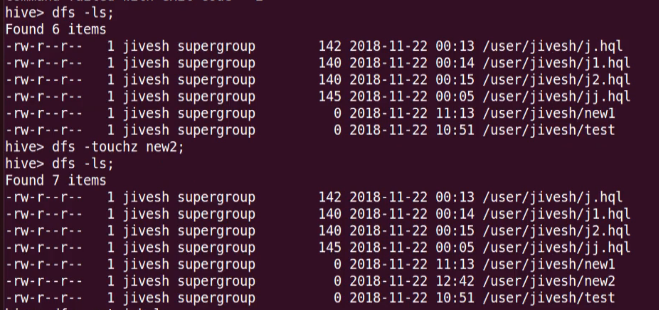 hive> dfs -ls;
Found 6 items
-rw-r--r--   1 jivesh supergroup        142 2018-11-22 00:13 /user/jivesh/j.hql
-rw-r--r--   1 jivesh supergroup        140 2018-11-22 00:14 /user/jivesh/j1.hql
-rw-r--r--   1 jivesh supergroup        140 2018-11-22 00:15 /user/jivesh/j2.hql
-rw-r--r--   1 jivesh supergroup        145 2018-11-22 00:05 /user/jivesh/jj.hql
-rw-r--r--   1 jivesh supergroup          0 2018-11-22 11:13 /user/jivesh/new1
-rw-r--r--   1 jivesh supergroup          0 2018-11-22 10:51 /user/jivesh/test
hive> dfs -touchz new2;
hive> dfs -ls;
Found 7 items
-rw-r--r--   1 jivesh supergroup        142 2018-11-22 00:13 /user/jivesh/j.hql
-rw-r--r--   1 jivesh supergroup        140 2018-11-22 00:14 /user/jivesh/j1.hql
-rw-r--r--   1 jivesh supergroup        140 2018-11-22 00:15 /user/jivesh/j2.hql
-rw-r--r--   1 jivesh supergroup        145 2018-11-22 00:05 /user/jivesh/jj.hql
-rw-r--r--   1 jivesh supergroup          0 2018-11-22 11:13 /user/jivesh/new1
-rw-r--r--   1 jivesh supergroup          0 2018-11-22 12:42 /user/jivesh/new2
-rw-r--r--   1 jivesh supergroup          0 2018-11-22 10:51 /user/jivesh/test